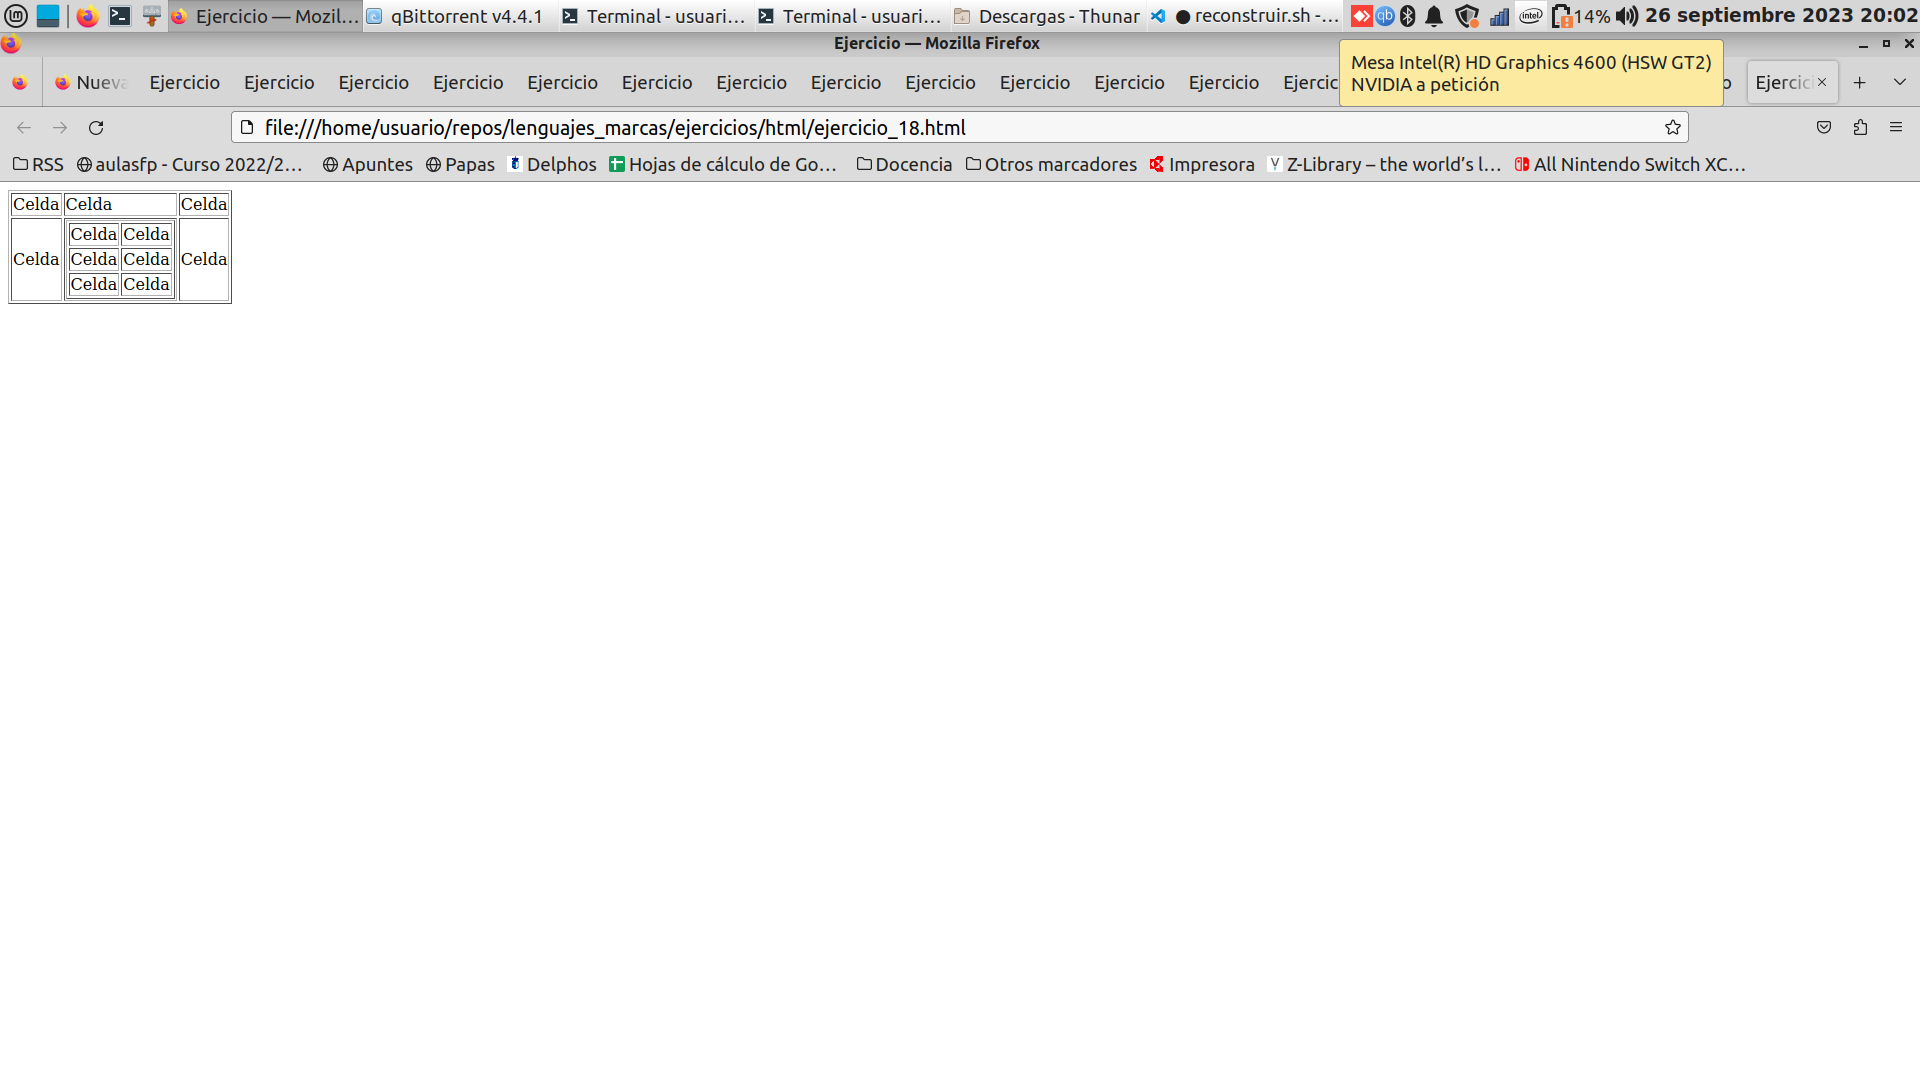 Ejercicio — Mozil... qBittorrent v4.4.1 Terminal - usuari... Terminal - usuari... Descargas - Thunar reconstruir.sh -... qb intel 14% 26 septiembre 2023 20:02
Ejercicio — Mozilla Firefox
Nueva Ejercicio Ejercicio Ejercicio Ejercicio Ejercicio Ejercicio Ejercicio Ejercicio Ejercicio Ejercicio Ejercicio Ejercicio Ejercic o Ejercici
Mesa Intel(R) HD Graphics 4600 (HSW GT2)
NVIDIA a petición
file:///home/usuario/repos/lenguajes_marcas/ejercicios/html/ejercicio_18.html
RSS aulasfp - Curso 2022/2... Apuntes Papas Delphos Hojas de cálculo de Go... Docencia Otros marcadores Impresora Z-Library – the world’s l... All Nintendo Switch XC...
Celda Celda Celda
Celda Celda
Celda Celda Celda Celda
Celda Celda